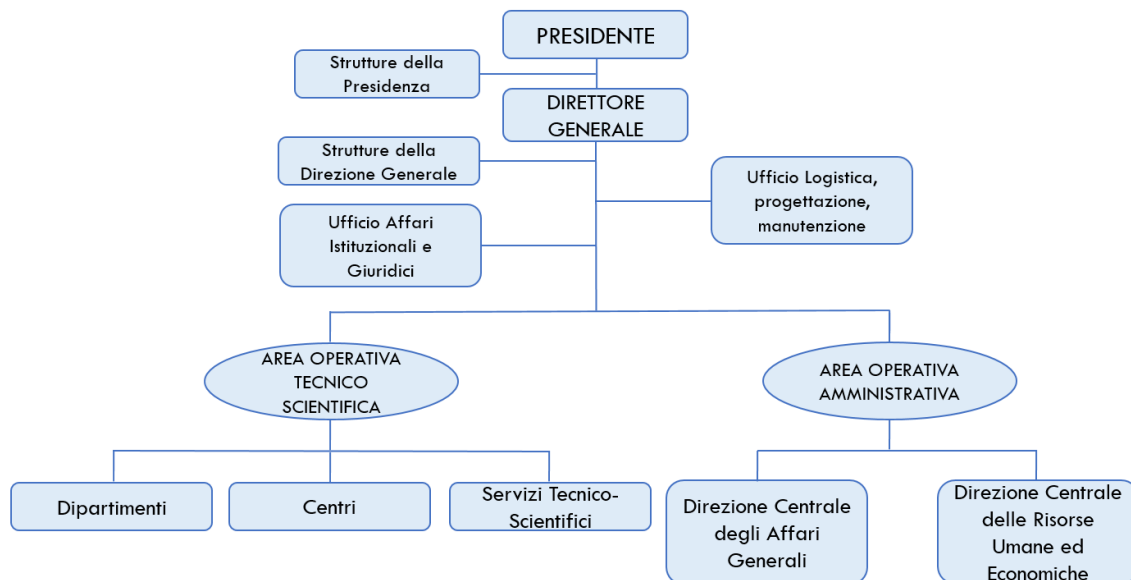 PRESIDENTE
Strutture della
Presidenza
DIRETTORE
GENERALE
Strutture della
Direzione Generale
Ufficio Logistica,
progettazione,
manutenzione
Ufficio Affari
Istituzionali e
Giuridici
AREA OPERATIVA
TECNICO
SCIENTIFICA
AREA OPERATIVA
AMMINISTRATIVA
Dipartimenti
Centri
Servizi Tecnico-
Scientifici
Direzione Centrale
degli Affari
Generali
Direzione Centrale
delle Risorse
Umane ed
Economiche